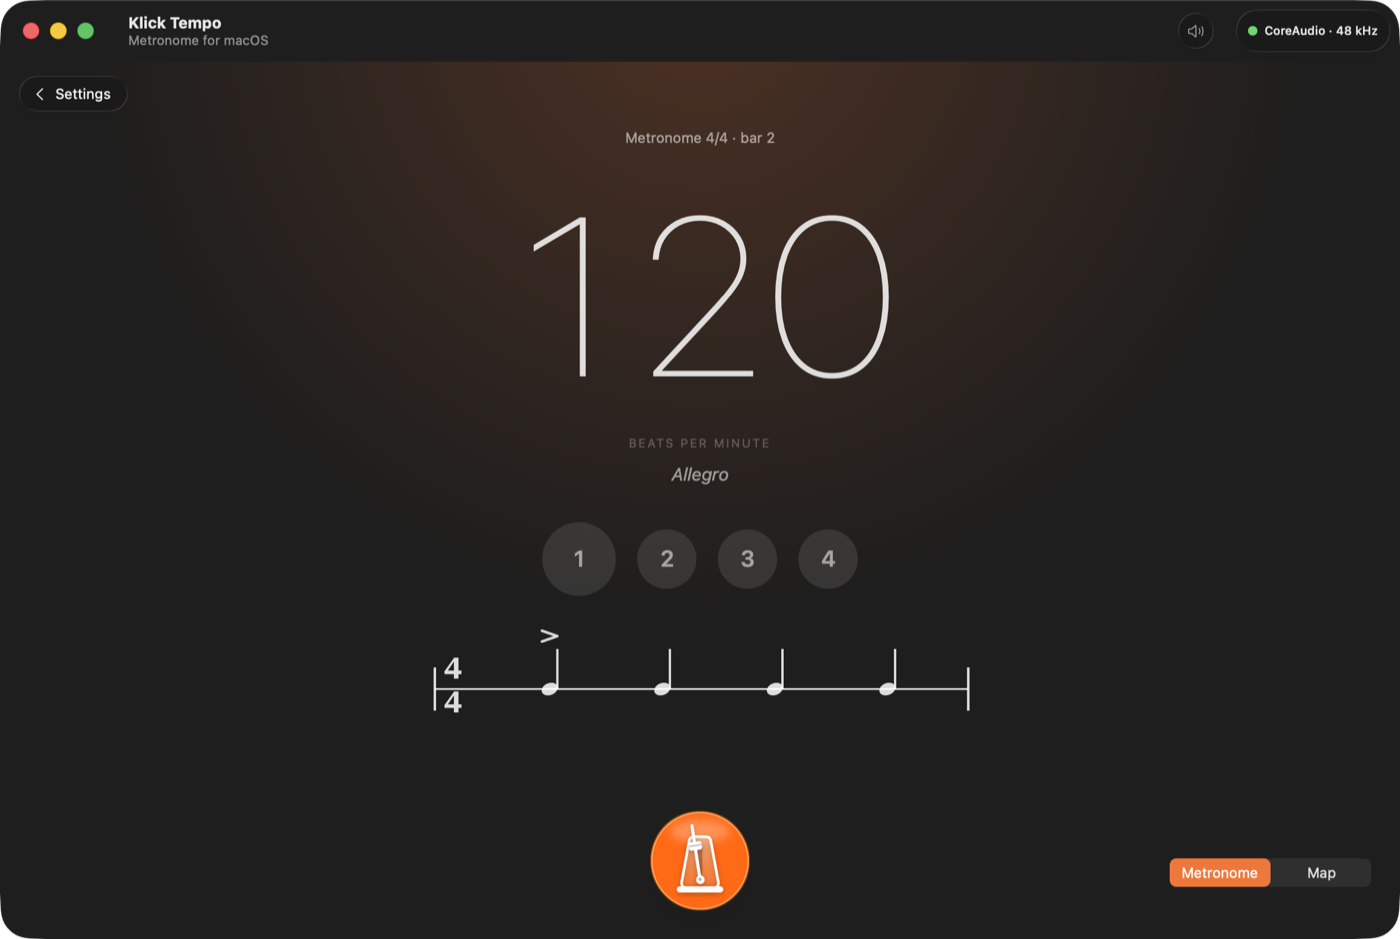 Klick Tempo
Metronome for macOS
CoreAudio · 48 kHz
Settings
Metronome 4/4 · bar 2
120
BEATS PER MINUTE
Allegro
1 2 3 4
>
4
4
Metronome Map